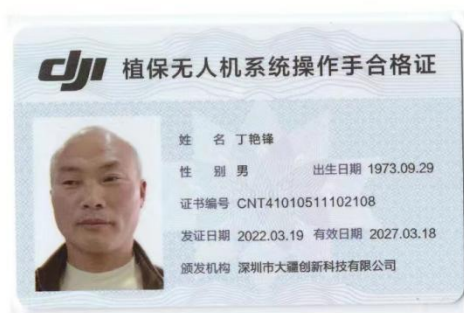 dji 植保无人机系统操作手合格证
姓 名 丁艳锋
性 别 男 出生日期 1973.09.29
证书编号 CNT41010511102108
发证日期 2022.03.19 有效日期 2027.03.18
颁发机构 深圳市大疆创新科技有限公司